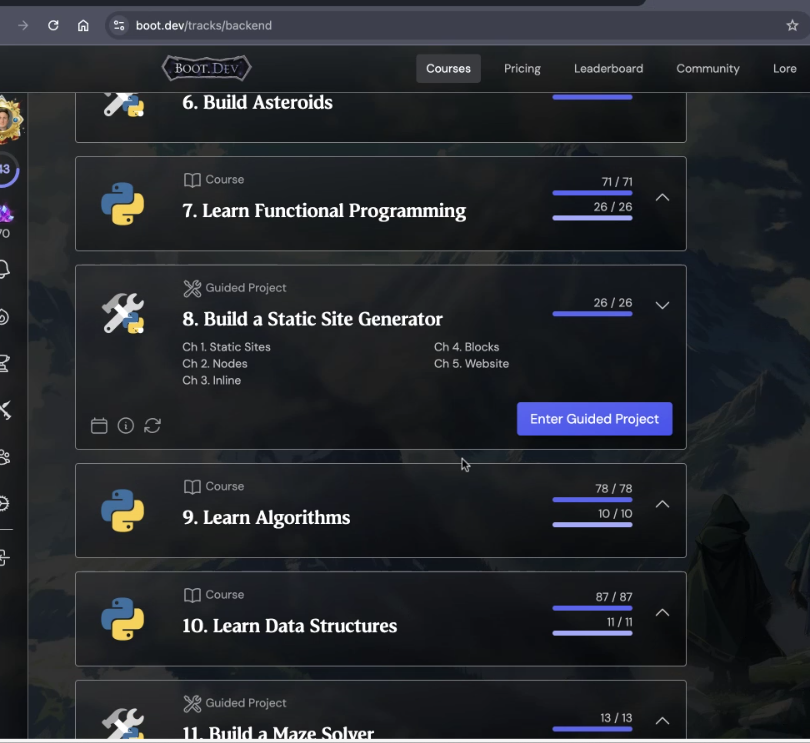 boot.dev/tracks/backend
BOOT.DEV
Courses
Pricing
Leaderboard
Community
Lore
6. Build Asteroids
Course
7. Learn Functional Programming
71 / 71
26 / 26
Guided Project
8. Build a Static Site Generator
26 / 26
Ch 1. Static Sites
Ch 2. Nodes
Ch 3. Inline
Ch 4. Blocks
Ch 5. Website
Enter Guided Project
Course
9. Learn Algorithms
78 / 78
10 / 10
Course
10. Learn Data Structures
87 / 87
11 / 11
Guided Project
11. Build a Maze Solver
13 / 13